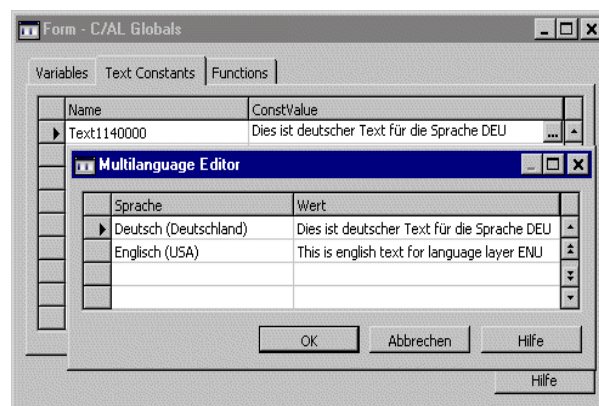 Form - C/AL Globals
Variables Text Constants Functions
Name ConstValue
Text1140000 Dies ist deutscher Text für die Sprache DEU ...
Multilanguage Editor
Sprache Wert
Deutsch (Deutschland) Dies ist deutscher Text für die Sprache DEU
Englisch (USA) This is english text for language layer ENU
OK Abbrechen Hilfe
Hilfe